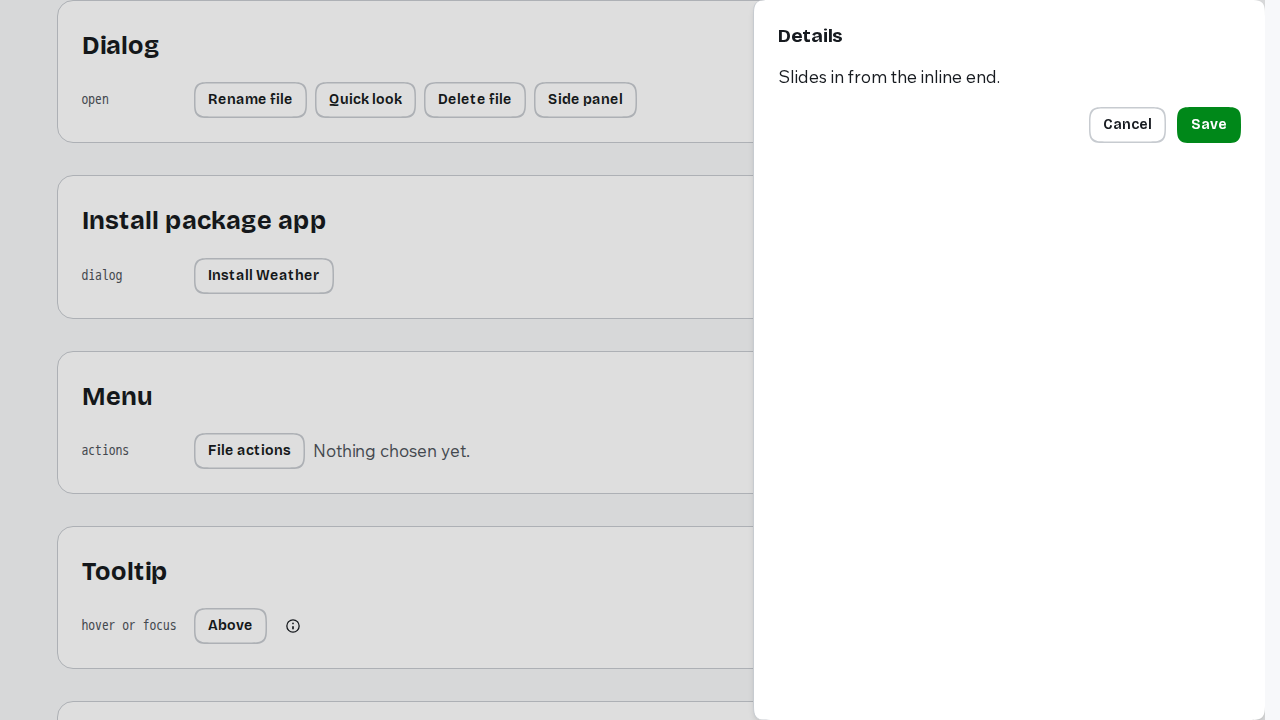 Dialog
open
Rename file
Quick look
Delete file
Side panel
Install package app
dialog
Install Weather
Menu
actions
File actions
Nothing chosen yet.
Tooltip
hover or focus
Above
Details
Slides in from the inline end.
Cancel
Save